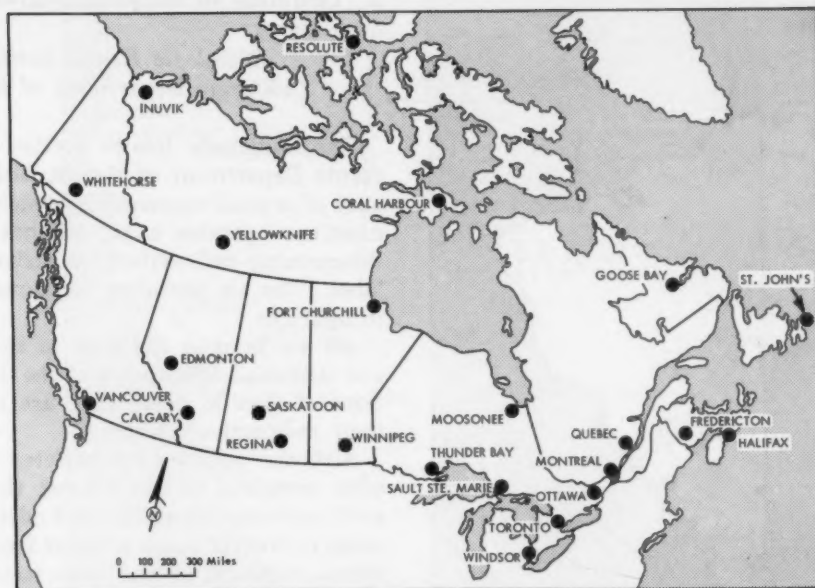 RESOLUTE
INUVIK
WHITEHORSE
CORAL HARBOUR
YELLOWKNIFE
GOOSE BAY
ST. JOHN'S
FORT CHURCHILL
EDMONTON
VANCOUVER
CALGARY
SASKATOON
MOOSONEE
FREDERICTON
REGINA
WINNIPEG
QUEBEC
HALIFAX
THUNDER BAY
MONTREAL
SAULT STE. MARIE
OTTAWA
N
TORONTO
WINDSOR
0 100 200 300 Miles